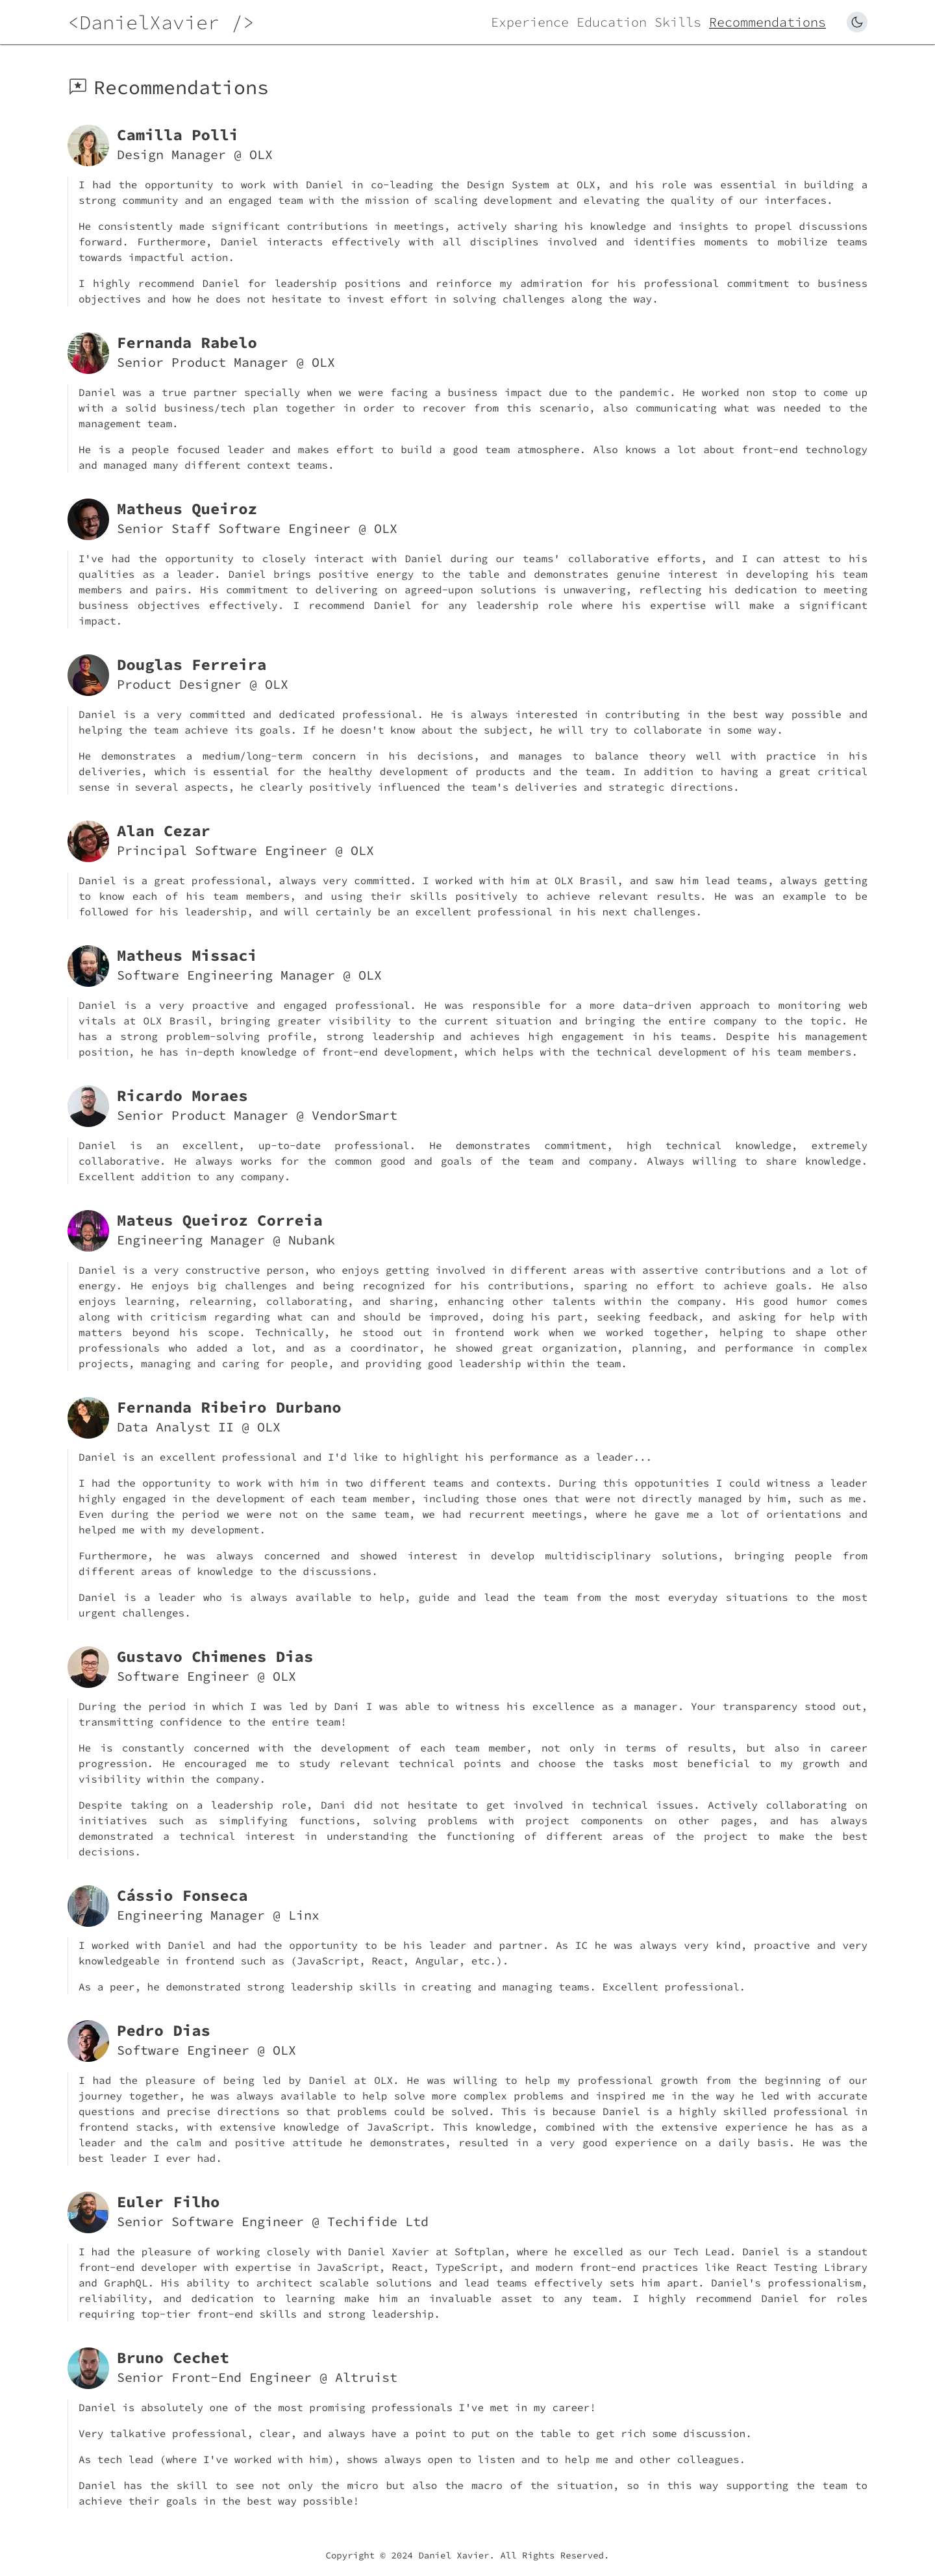 <DanielXavier />
Experience Education Skills Recommendations
Recommendations
Camilla Polli
Design Manager @ OLX
I had the opportunity to work with Daniel in co-leading the Design System at OLX, and his role was essential in building a
strong community and an engaged team with the mission of scaling development and elevating the quality of our interfaces.
He consistently made significant contributions in meetings, actively sharing his knowledge and insights to propel discussions
forward. Furthermore, Daniel interacts effectively with all disciplines involved and identifies moments to mobilize teams
towards impactful action.
I highly recommend Daniel for leadership positions and reinforce my admiration for his professional commitment to business
objectives and how he does not hesitate to invest effort in solving challenges along the way.
Fernanda Rabelo
Senior Product Manager @ OLX
Daniel was a true partner specially when we were facing a business impact due to the pandemic. He worked non stop to come up
with a solid business/tech plan together in order to recover from this scenario, also communicating what was needed to the
management team.
He is a people focused leader and makes effort to build a good team atmosphere. Also knows a lot about front-end technology
and managed many different context teams.
Matheus Queiroz
Senior Staff Software Engineer @ OLX
I've had the opportunity to closely interact with Daniel during our teams' collaborative efforts, and I can attest to his
qualities as a leader. Daniel brings positive energy to the table and demonstrates genuine interest in developing his team
members and pairs. His commitment to delivering on agreed-upon solutions is unwavering, reflecting his dedication to meeting
business objectives effectively. I recommend Daniel for any leadership role where his expertise will make a significant
impact.
Douglas Ferreira
Product Designer @ OLX
Daniel is a very committed and dedicated professional. He is always interested in contributing in the best way possible and
helping the team achieve its goals. If he doesn't know about the subject, he will try to collaborate in some way.
He demonstrates a medium/long-term concern in his decisions, and manages to balance theory well with practice in his
deliveries, which is essential for the healthy development of products and the team. In addition to having a great critical
sense in several aspects, he clearly positively influenced the team's deliveries and strategic directions.
Alan Cezar
Principal Software Engineer @ OLX
Daniel is a great professional, always very committed. I worked with him at OLX Brasil, and saw him lead teams, always getting
to know each of his team members, and using their skills positively to achieve relevant results. He was an example to be
followed for his leadership, and will certainly be an excellent professional in his next challenges.
Matheus Missaci
Software Engineering Manager @ OLX
Daniel is a very proactive and engaged professional. He was responsible for a more data-driven approach to monitoring web
vitals at OLX Brasil, bringing greater visibility to the current situation and bringing the entire company to the topic. He
has a strong problem-solving profile, strong leadership and achieves high engagement in his teams. Despite his management
position, he has in-depth knowledge of front-end development, which helps with the technical development of his team members.
Ricardo Moraes
Senior Product Manager @ VendorSmart
Daniel is an excellent, up-to-date professional. He demonstrates commitment, high technical knowledge, extremely
collaborative. He always works for the common good and goals of the team and company. Always willing to share knowledge.
Excellent addition to any company.
Mateus Queiroz Correia
Engineering Manager @ Nubank
Daniel is a very constructive person, who enjoys getting involved in different areas with assertive contributions and a lot of
energy. He enjoys big challenges and being recognized for his contributions, sparing no effort to achieve goals. He also
enjoys learning, relearning, collaborating, and sharing, enhancing other talents within the company. His good humor comes
along with criticism regarding what can and should be improved, doing his part, seeking feedback, and asking for help with
matters beyond his scope. Technically, he stood out in frontend work when we worked together, helping to shape other
professionals who added a lot, and as a coordinator, he showed great organization, planning, and performance in complex
projects, managing and caring for people, and providing good leadership within the team.
Fernanda Ribeiro Durbano
Data Analyst II @ OLX
Daniel is an excellent professional and I'd like to highlight his performance as a leader...
I had the opportunity to work with him in two different teams and contexts. During this oppotunities I could witness a leader
highly engaged in the development of each team member, including those ones that were not directly managed by him, such as me.
Even during the period we were not on the same team, we had recurrent meetings, where he gave me a lot of orientations and
helped me with my development.
Furthermore, he was always concerned and showed interest in develop multidisciplinary solutions, bringing people from
different areas of knowledge to the discussions.
Daniel is a leader who is always available to help, guide and lead the team from the most everyday situations to the most
urgent challenges.
Gustavo Chimenes Dias
Software Engineer @ OLX
During the period in which I was led by Dani I was able to witness his excellence as a manager. Your transparency stood out,
transmitting confidence to the entire team!
He is constantly concerned with the development of each team member, not only in terms of results, but also in career
progression. He encouraged me to study relevant technical points and choose the tasks most beneficial to my growth and
visibility within the company.
Despite taking on a leadership role, Dani did not hesitate to get involved in technical issues. Actively collaborating on
initiatives such as simplifying functions, solving problems with project components on other pages, and has always
demonstrated a technical interest in understanding the functioning of different areas of the project to make the best
decisions.
Cássio Fonseca
Engineering Manager @ Linx
I worked with Daniel and had the opportunity to be his leader and partner. As IC he was always very kind, proactive and very
knowledgeable in frontend such as (JavaScript, React, Angular, etc.).
As a peer, he demonstrated strong leadership skills in creating and managing teams. Excellent professional.
Pedro Dias
Software Engineer @ OLX
I had the pleasure of being led by Daniel at OLX. He was willing to help my professional growth from the beginning of our
journey together, he was always available to help solve more complex problems and inspired me in the way he led with accurate
questions and precise directions so that problems could be solved. This is because Daniel is a highly skilled professional in
frontend stacks, with extensive knowledge of JavaScript. This knowledge, combined with the extensive experience he has as a
leader and the calm and positive attitude he demonstrates, resulted in a very good experience on a daily basis. He was the
best leader I ever had.
Euler Filho
Senior Software Engineer @ Techifide Ltd
I had the pleasure of working closely with Daniel Xavier at Softplan, where he excelled as our Tech Lead. Daniel is a standout
front-end developer with expertise in JavaScript, React, TypeScript, and modern front-end practices like React Testing Library
and GraphQL. His ability to architect scalable solutions and lead teams effectively sets him apart. Daniel's professionalism,
reliability, and dedication to learning make him an invaluable asset to any team. I highly recommend Daniel for roles
requiring top-tier front-end skills and strong leadership.
Bruno Cechet
Senior Front-End Engineer @ Altruist
Daniel is absolutely one of the most promising professionals I've met in my career!
Very talkative professional, clear, and always have a point to put on the table to get rich some discussion.
As tech lead (where I've worked with him), shows always open to listen and to help me and other colleagues.
Daniel has the skill to see not only the micro but also the macro of the situation, so in this way supporting the team to
achieve their goals in the best way possible!
Copyright © 2024 Daniel Xavier. All Rights Reserved.